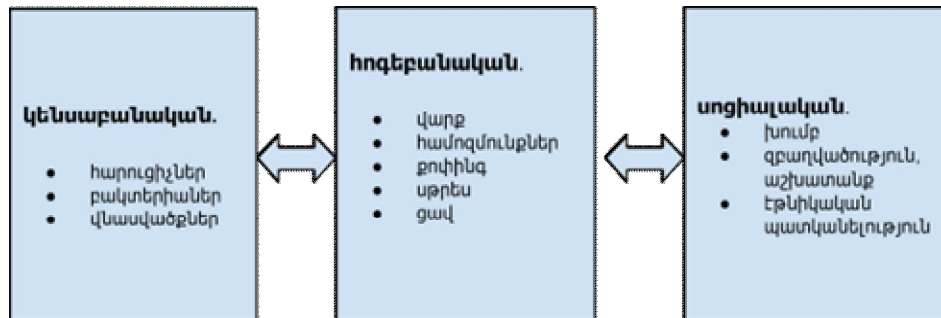 կենսաբանական.
● հարուցիչներ
● բակտերիաներ
● վնասվածքներ
հոգեբանական.
● վարք
● համոզմունքներ
● քոփինգ
● սթրես
● ցավ
սոցիալական.
● խումբ
● զբաղվածություն,
աշխատանք
● էթնիկական
պատկանելություն